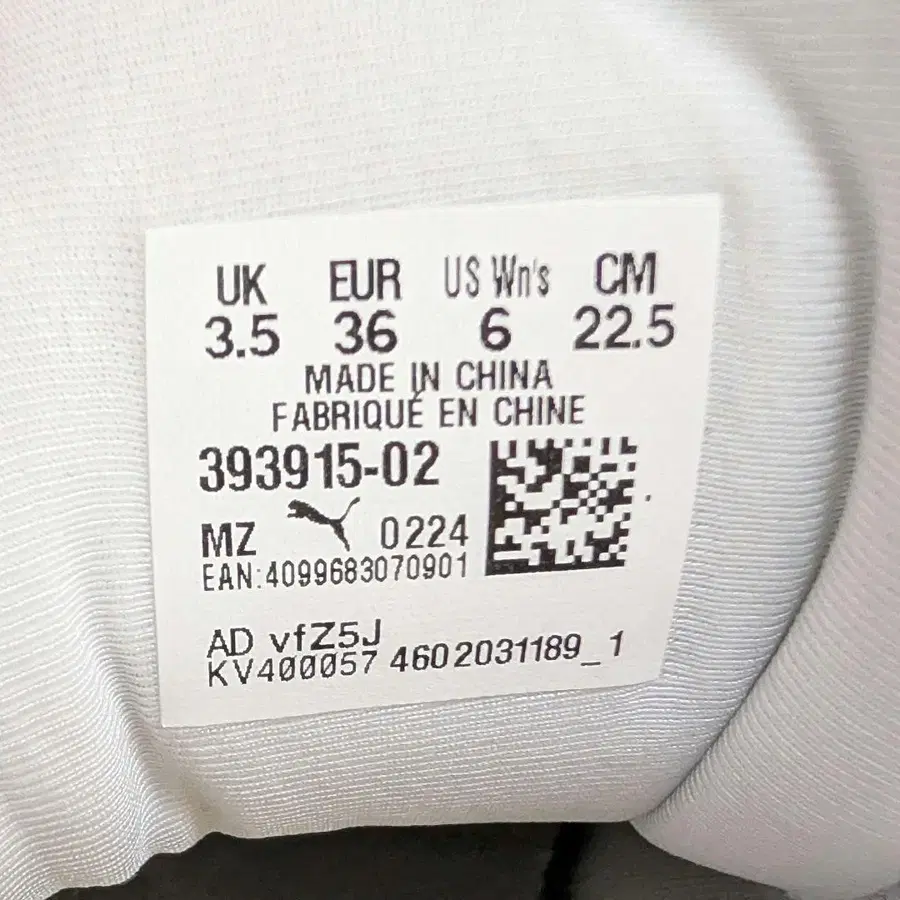 UK EUR US Wn's CM
3.5 36 6 22.5
MADE IN CHINA
FABRIQUÉ EN CHINE
393915-02
MZ 0224
EAN:4099683070901
AD vfZ5J
KV400057 4602031189_1